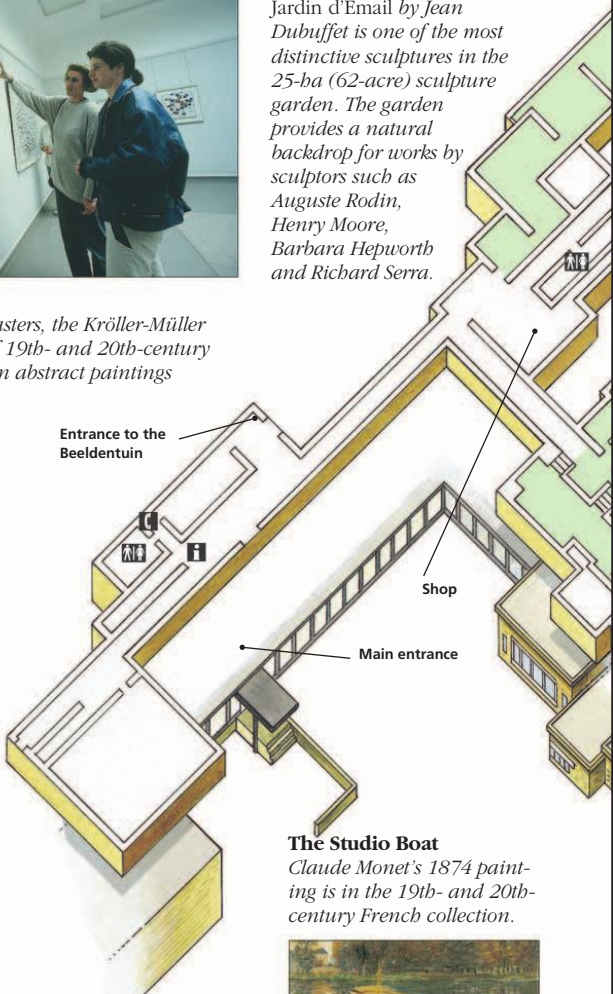 Jardin d'Email by Jean
Dubuffet is one of the most
distinctive sculptures in the
25-ha (62-acre) sculpture
garden. The garden
provides a natural
backdrop for works by
sculptors such as
Auguste Rodin,
Henry Moore,
Barbara Hepworth
and Richard Serra.
the Kröller-Müller
19th- and 20th-century
abstract paintings
Entrance to the
Beeldentuin
i
Shop
Main entrance
The Studio Boat
Claude Monet's 1874 paint-
ing is in the 19th- and 20th-
century French collection.